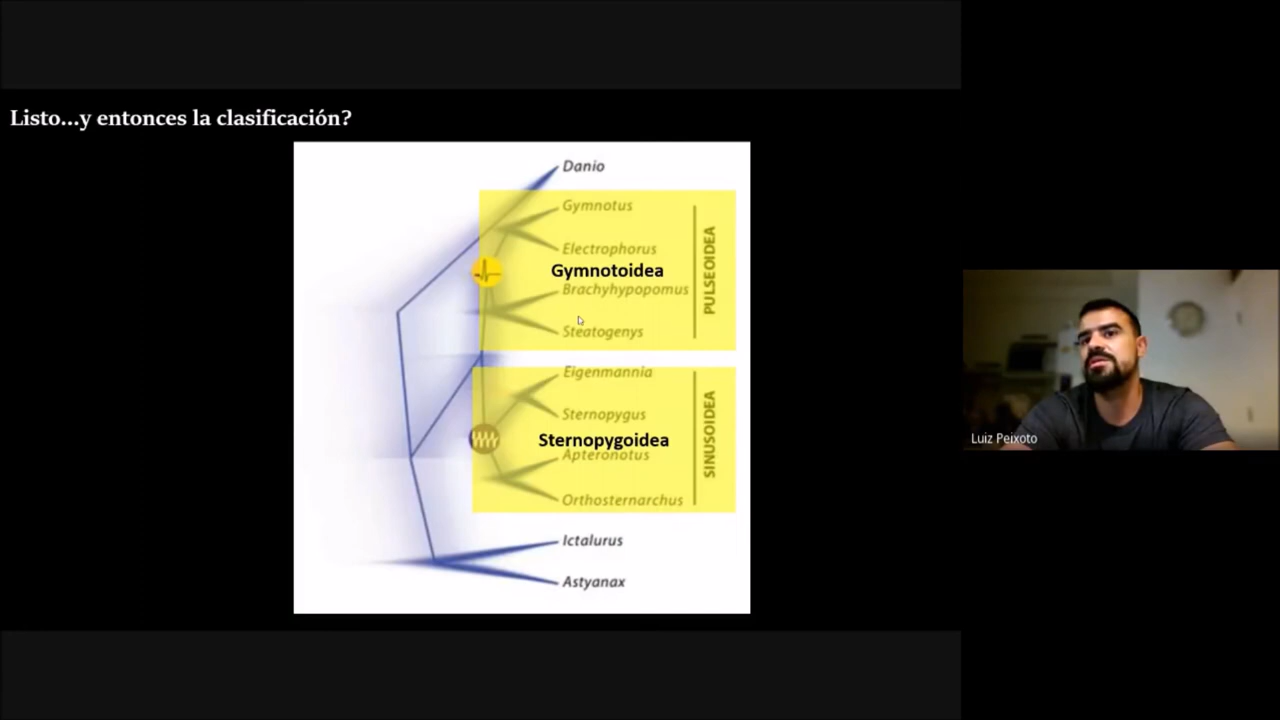 Listo...y entonces la clasificación?
Danio
Gymnotus
Electrophorus
Gymnotoidea
Brachyhypopomus
Steatogenys
PULSEOIDEA
Eigenmannia
Sternopygus
Sternopygoidea
Apteronotus
Orthosternarchus
SINUSOIDEA
Ictalurus
Astyanax
Luiz Peixoto